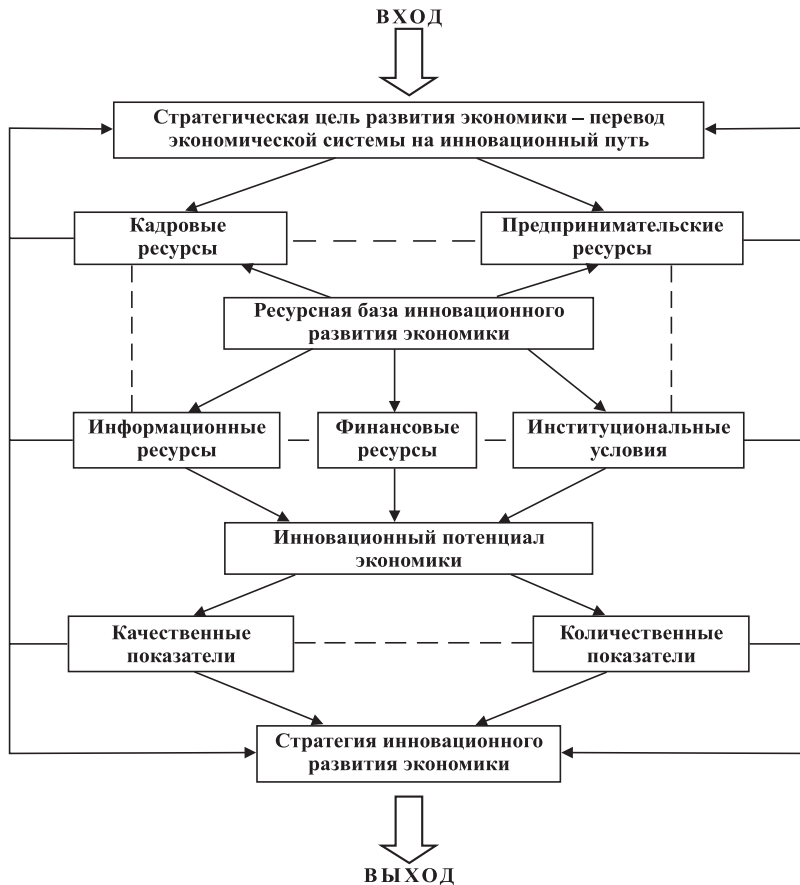 ВХОД
Стратегическая цель развития экономики – перевод
экономической системы на инновационный путь
Кадровые
ресурсы
Предпринимательские
ресурсы
Ресурсная база инновационного
развития экономики
Информационные
ресурсы
Финансовые
ресурсы
Институциональные
условия
Инновационный потенциал
экономики
Качественные
показатели
Количественные
показатели
Стратегия инновационного
развития экономики
ВЫХОД